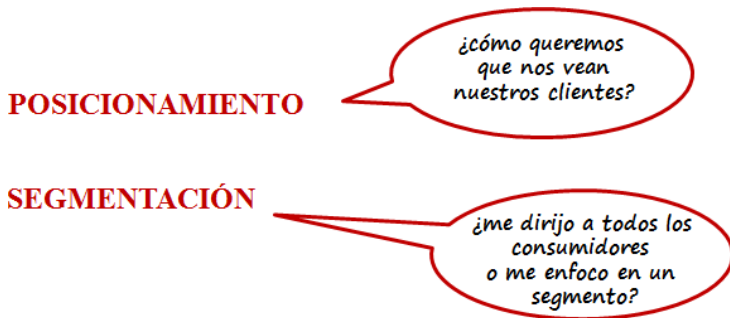 POSICIONAMIENTO
¿cómo queremos
que nos vean
nuestros clientes?
SEGMENTACIÓN
¿me dirijo a todos los
consumidores
o me enfoco en un
segmento?